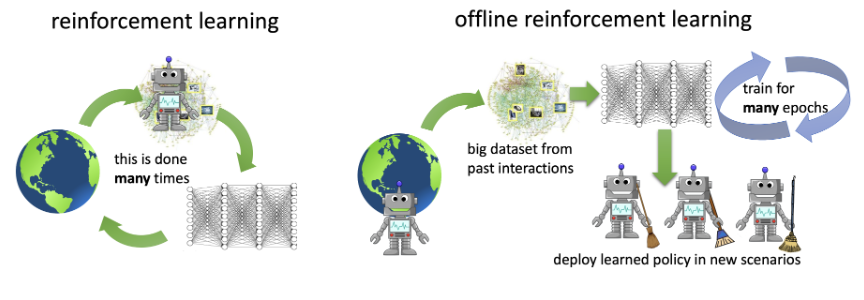 reinforcement learning
this is done
many times
offline reinforcement learning
big dataset from
past interactions
train for
many epochs
deploy learned policy in new scenarios